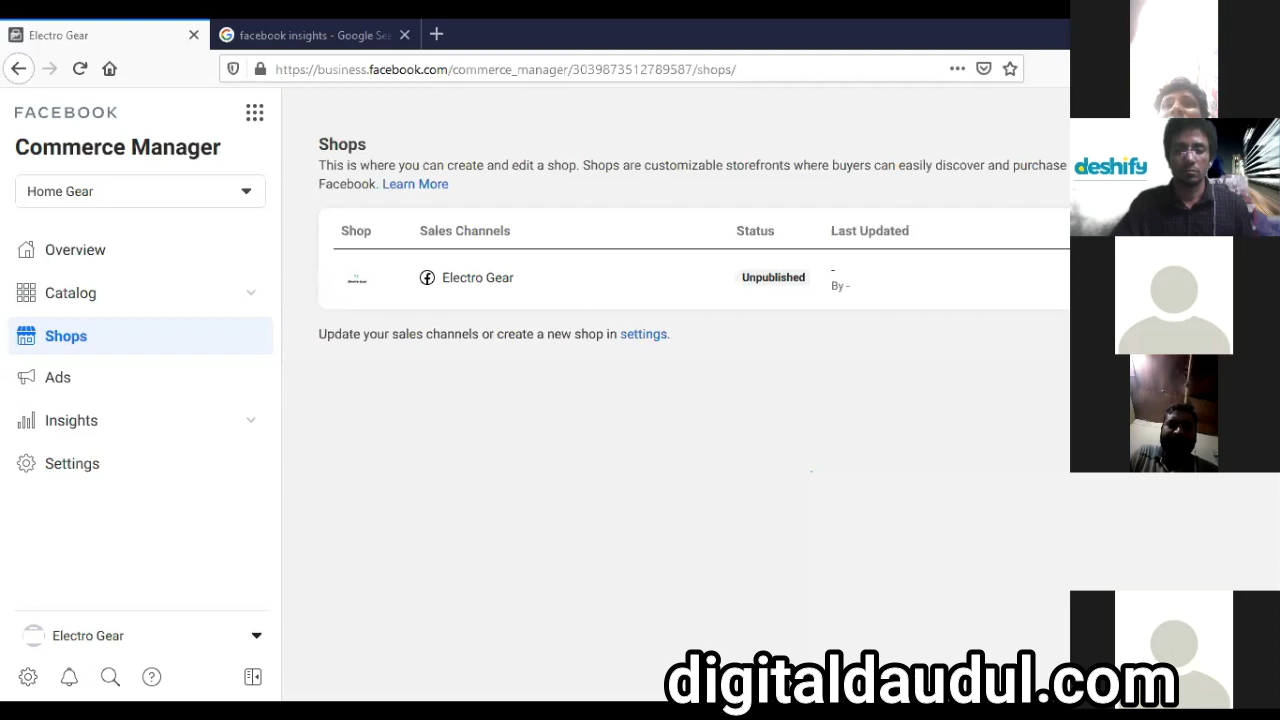 Electro Gear
facebook insights - Google Sea
https://business.facebook.com/commerce_manager/3039873512789587/shops/
FACEBOOK
Commerce Manager
Home Gear
Overview
Catalog
Shops
Ads
Insights
Settings
Electro Gear
Shops
This is where you can create and edit a shop. Shops are customizable storefronts where buyers can easily discover and purchase
Facebook. Learn More
Shop Sales Channels Status Last Updated
Electro Gear Unpublished -
By -
Update your sales channels or create a new shop in settings.
deshify
digitaldaudul.com